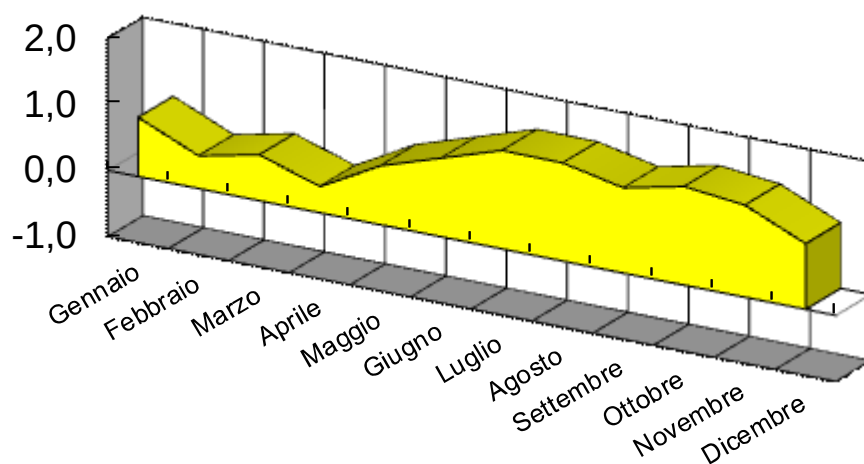 2,0
1,0
0,0
-1,0
Gennaio
Febbraio
Marzo
Aprile
Maggio
Giugno
Luglio
Agosto
Settembre
Ottobre
Novembre
Dicembre